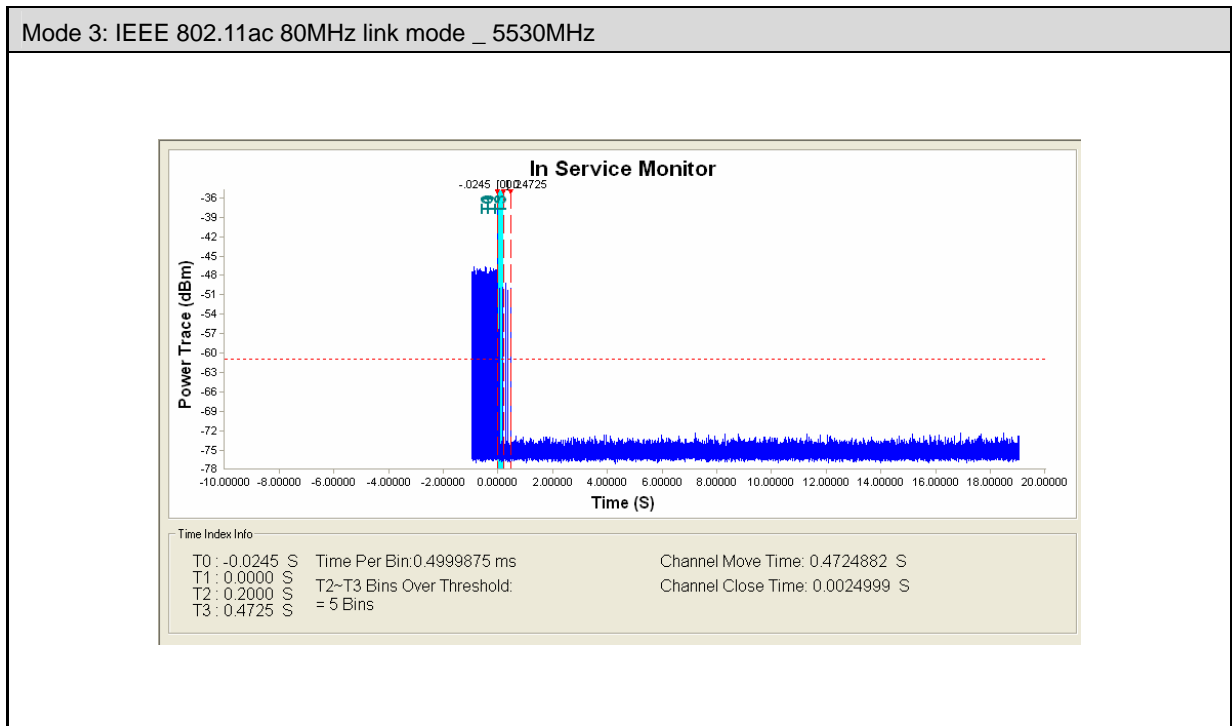 Mode 3: IEEE 802.11ac 80MHz link mode _ 5530MHz
In Service Monitor
-36
-39
-42
-45
-48
-51
-54
-57
-60
-63
-66
-69
-72
-75
-78
Power Trace (dBm)
-10.00000 -8.00000 -6.00000 -4.00000 -2.00000 0.00000 2.00000 4.00000 6.00000 8.00000 10.00000 12.00000 14.00000 16.00000 18.00000 20.00000
Time (S)
Time Index Info
T0 : -0.0245 S
T1 : 0.0000 S
T2 : 0.2000 S
T3 : 0.4725 S
Time Per Bin:0.4999875 ms
T2~T3 Bins Over Threshold:
= 5 Bins
Channel Move Time: 0.4724882 S
Channel Close Time: 0.0024999 S